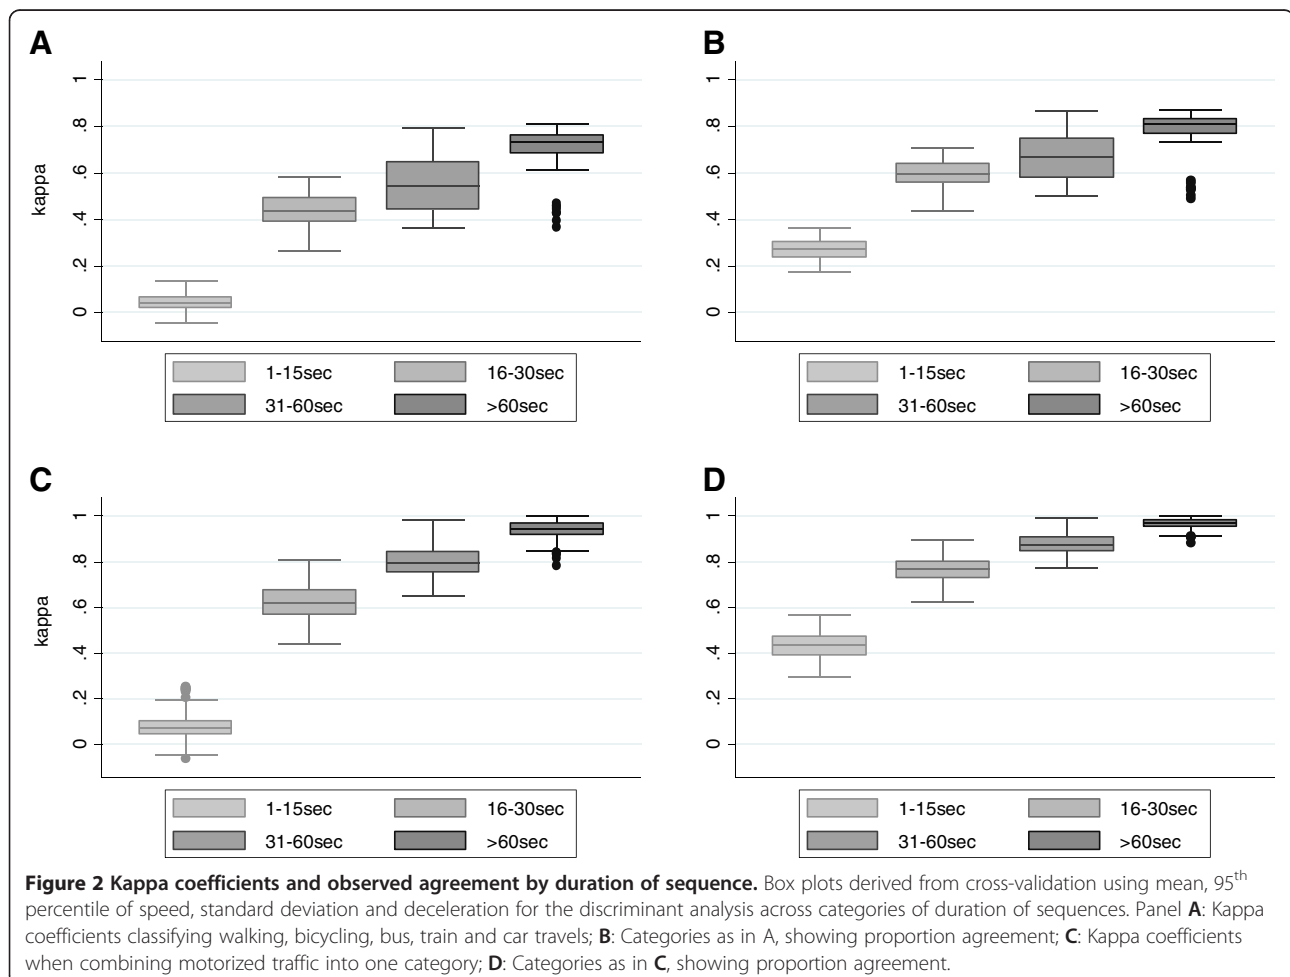 A
B
1
.8
.6
.4
.2
0
kappa
1
.8
.6
.4
.2
0
1-15sec
16-30sec
31-60sec
>60sec
1-15sec
16-30sec
31-60sec
>60sec
C
D
1
.8
.6
.4
.2
0
kappa
1
.8
.6
.4
.2
0
1-15sec
16-30sec
31-60sec
>60sec
1-15sec
16-30sec
31-60sec
>60sec
Figure 2 Kappa coefficients and observed agreement by duration of sequence. Box plots derived from cross-validation using mean, 95th
percentile of speed, standard deviation and deceleration for the discriminant analysis across categories of duration of sequences. Panel A: Kappa
coefficients classifying walking, bicycling, bus, train and car travels; B: Categories as in A, showing proportion agreement; C: Kappa coefficients
when combining motorized traffic into one category; D: Categories as in C, showing proportion agreement.